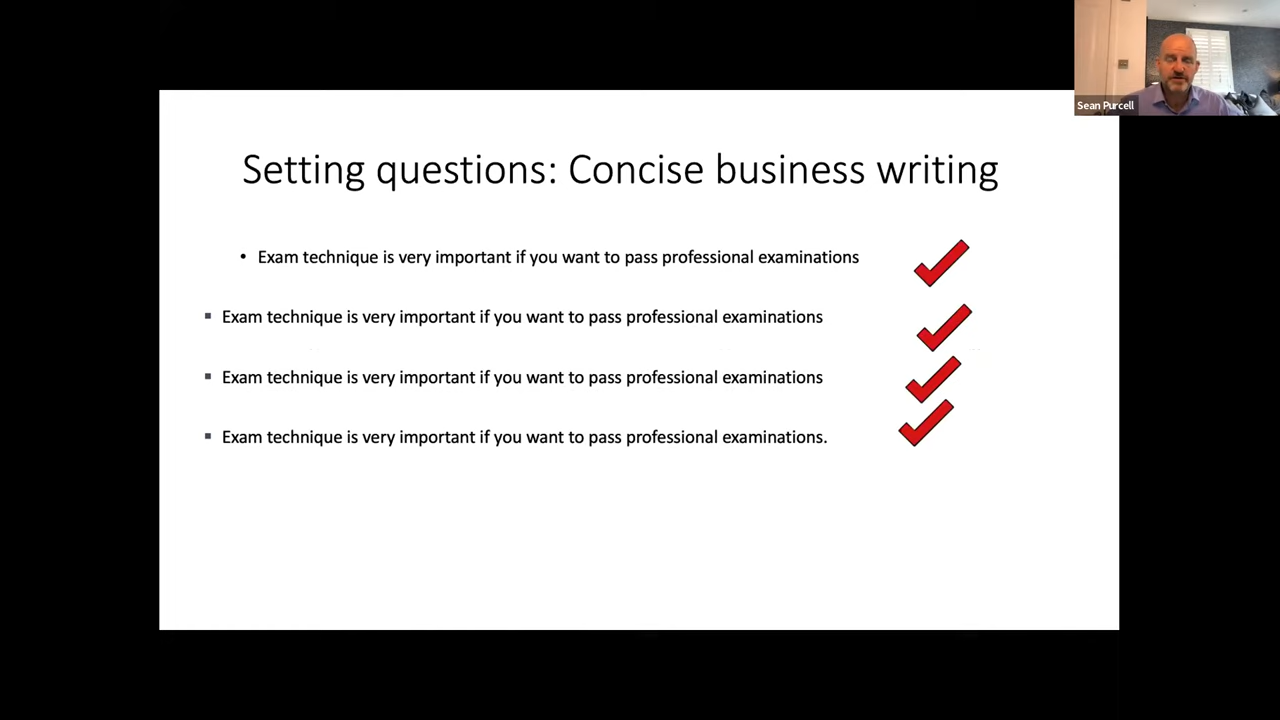 Sean Purcell
Setting questions: Concise business writing
• Exam technique is very important if you want to pass professional examinations
▪ Exam technique is very important if you want to pass professional examinations
▪ Exam technique is very important if you want to pass professional examinations
▪ Exam technique is very important if you want to pass professional examinations.